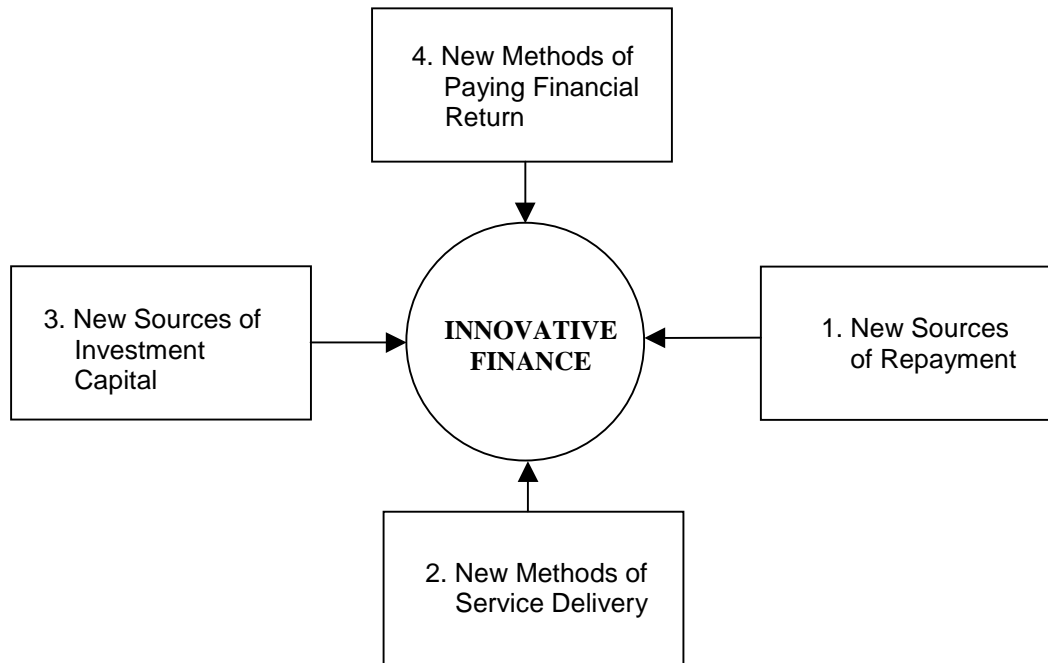 4. New Methods of
Paying Financial
Return
3. New Sources of
Investment
Capital
INNOVATIVE
FINANCE
1. New Sources
of Repayment
2. New Methods of
Service Delivery